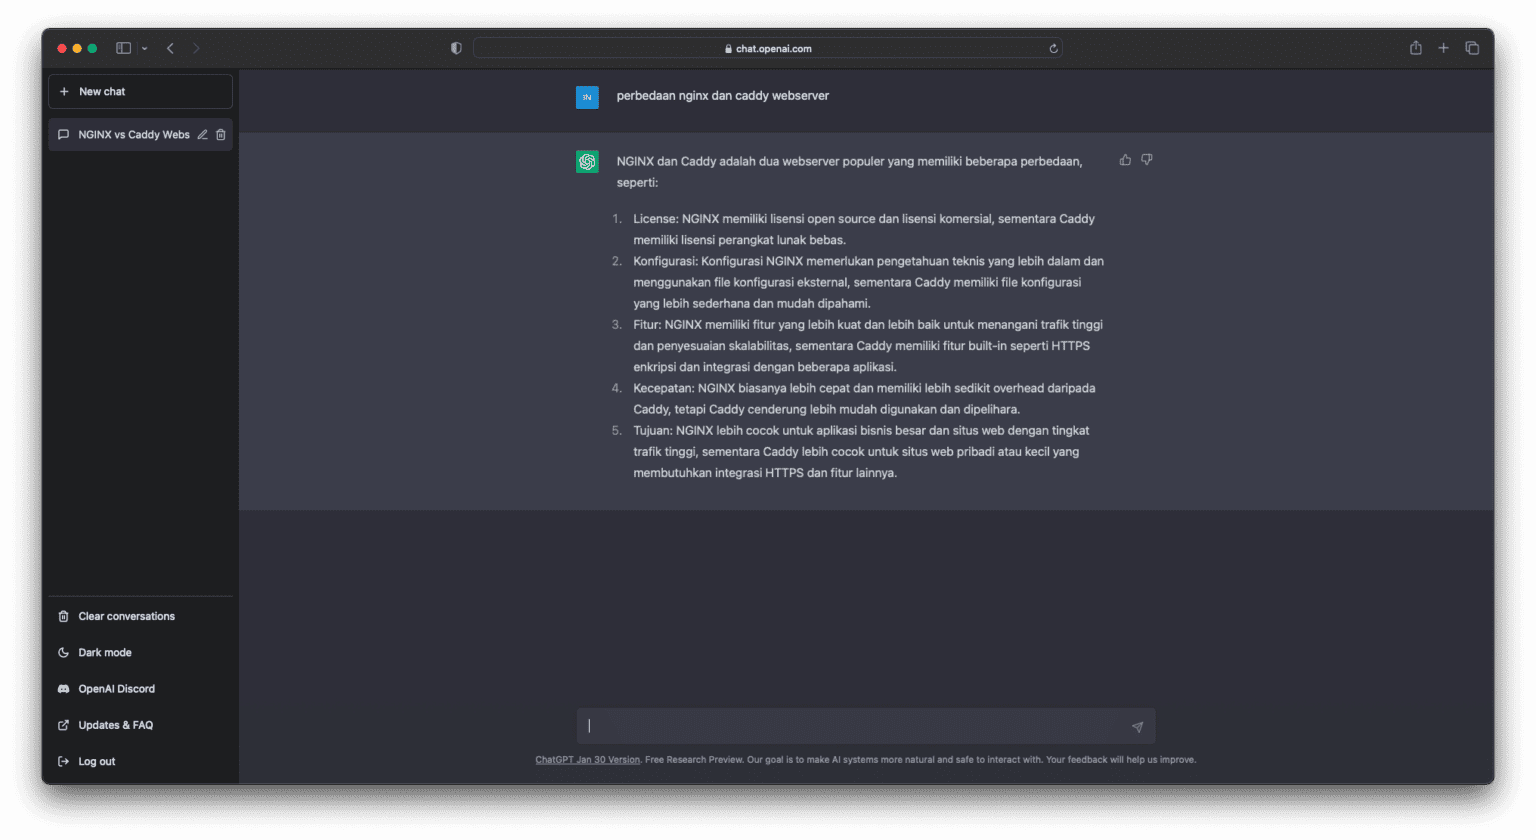 chat.openai.com
New chat
NGINX vs Caddy Webs
Clear conversations
Dark mode
OpenAI Discord
Updates & FAQ
Log out
perbedaan nginx dan caddy webserver
NGINX dan Caddy adalah dua webserver populer yang memiliki beberapa perbedaan,
seperti:
1. License: NGINX memiliki lisensi open source dan lisensi komersial, sementara Caddy
memiliki lisensi perangkat lunak bebas.
2. Konfigurasi: Konfigurasi NGINX memerlukan pengetahuan teknis yang lebih dalam dan
menggunakan file konfigurasi eksternal, sementara Caddy memiliki file konfigurasi
yang lebih sederhana dan mudah dipahami.
3. Fitur: NGINX memiliki fitur yang lebih kuat dan lebih baik untuk menangani trafik tinggi
dan penyesuaian skalabilitas, sementara Caddy memiliki fitur built-in seperti HTTPS
enkripsi dan integrasi dengan beberapa aplikasi.
4. Kecepatan: NGINX biasanya lebih cepat dan memiliki lebih sedikit overhead daripada
Caddy, tetapi Caddy cenderung lebih mudah digunakan dan dipelihara.
5. Tujuan: NGINX lebih cocok untuk aplikasi bisnis besar dan situs web dengan tingkat
trafik tinggi, sementara Caddy lebih cocok untuk situs web pribadi atau kecil yang
membutuhkan integrasi HTTPS dan fitur lainnya.
ChatGPT Jan 30 Version. Free Research Preview. Our goal is to make AI systems more natural and safe to interact with. Your feedback will help us improve.